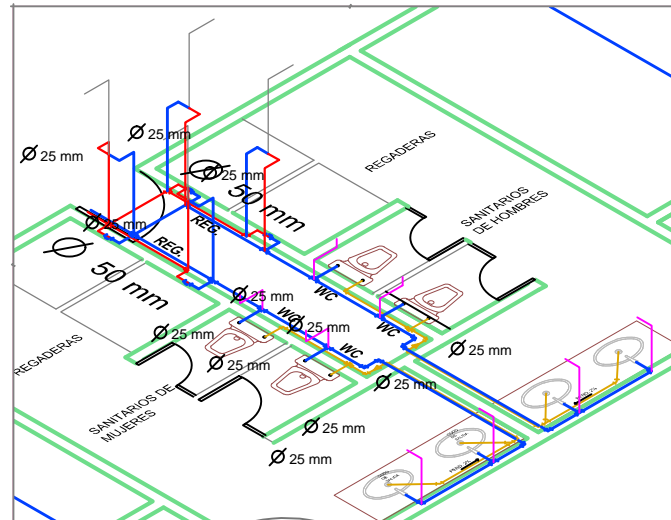 Ø 25 mm
Ø 25 mm
Ø 25 mm
REGADERAS
Ø 50 mm
SANITARIOS
DE HOMBRES
Ø 25 mm
REG.
REG.
Ø 50 mm
WC
Ø 25 mm
WC
WC
Ø 25 mm
WC
Ø 25 mm
Ø 25 mm
REGADERAS
Ø 25 mm
Ø 25 mm
SANITARIOS DE
MUJERES
Ø 25 mm
Ø 25 mm